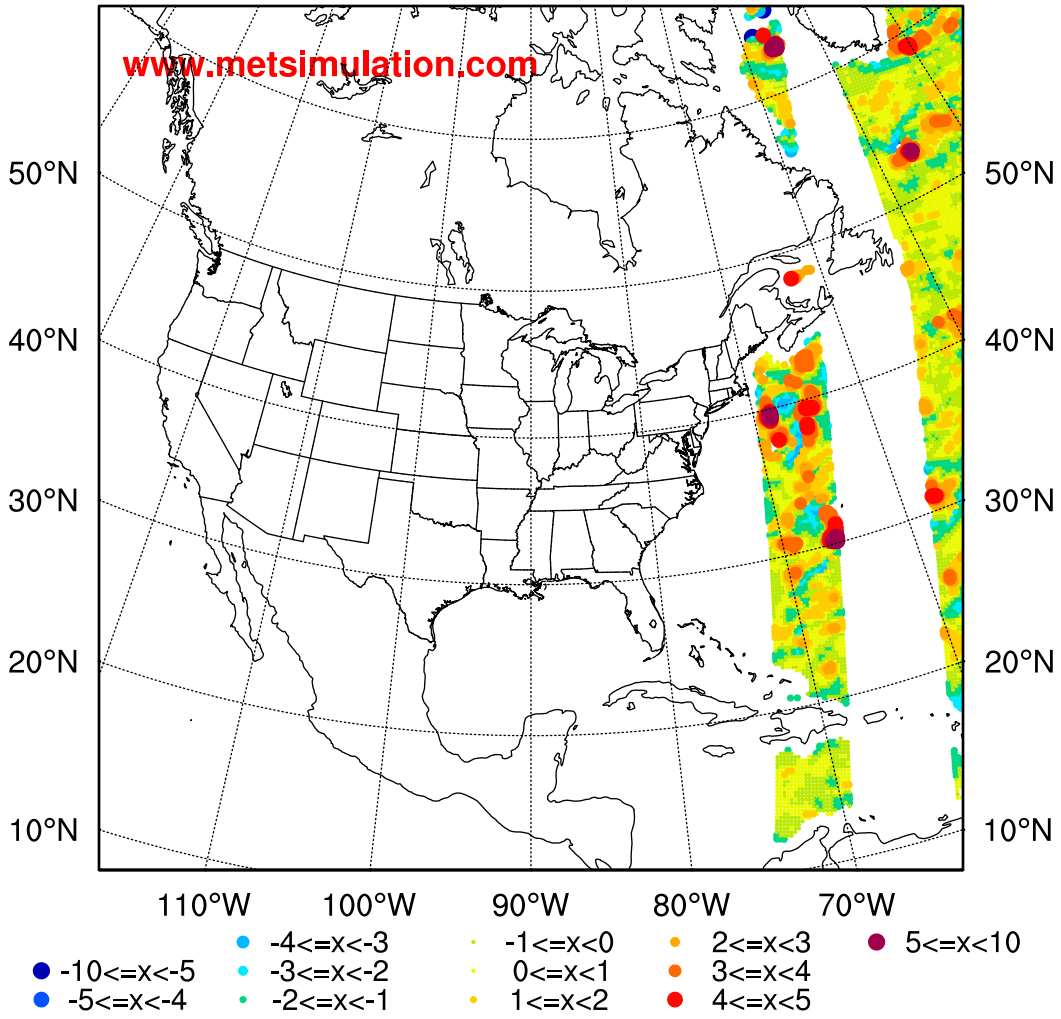 www.metsimulation.com
50°N 50°N
40°N 40°N
30°N 30°N
20°N 20°N
10°N 10°N
110°W 100°W 90°W 80°W 70°W
-4<=x<-3 -1<=x<0 2<=x<3 5<=x<10
-10<=x<-5 -3<=x<-2 0<=x<1 3<=x<4
-5<=x<-4 -2<=x<-1 1<=x<2 4<=x<5